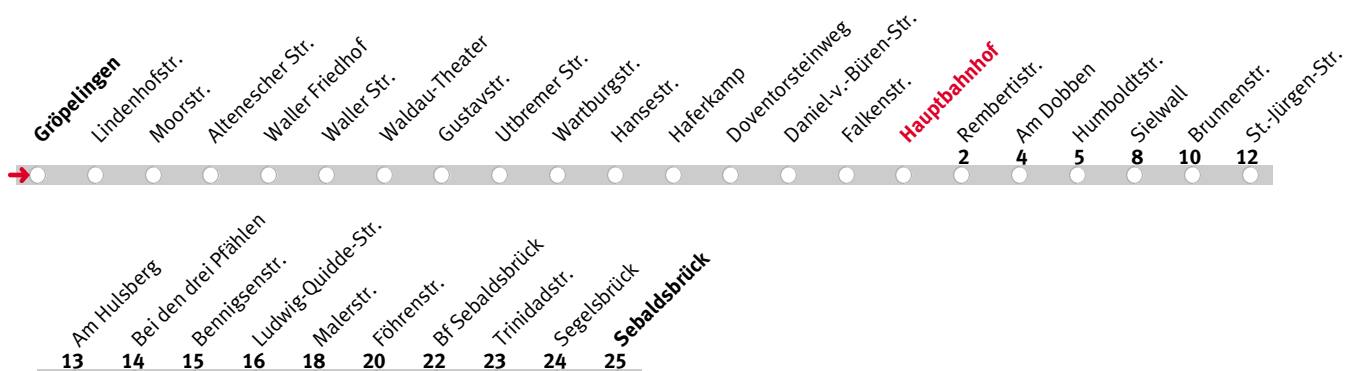 Gröpelingen
Lindenhofstr.
Moorstr.
Altenescher Str.
Waller Friedhof
Waller Str.
Waldau-Theater
Gustavstr.
Utbremer Str.
Wartburgstr.
Hansestr.
Haferkamp
Doventorsteinweg
Daniel-v.-Büren-Str.
Falkenstr.
Hauptbahnhof
Rembertistr.
Am Dobben
Humboldtstr.
Sielwall
Brunnenstr.
St.-Jürgen-Str.
2 4 5 8 10 12
Am Hulsberg
Bei den drei Pfählen
Bennigsenstr.
Ludwig-Quidde-Str.
Malerstr.
Föhrenstr.
Bf Sebaldsbrück
Trinidadstr.
Segelsbrück
Sebaldsbrück
13 14 15 16 18 20 22 23 24 25